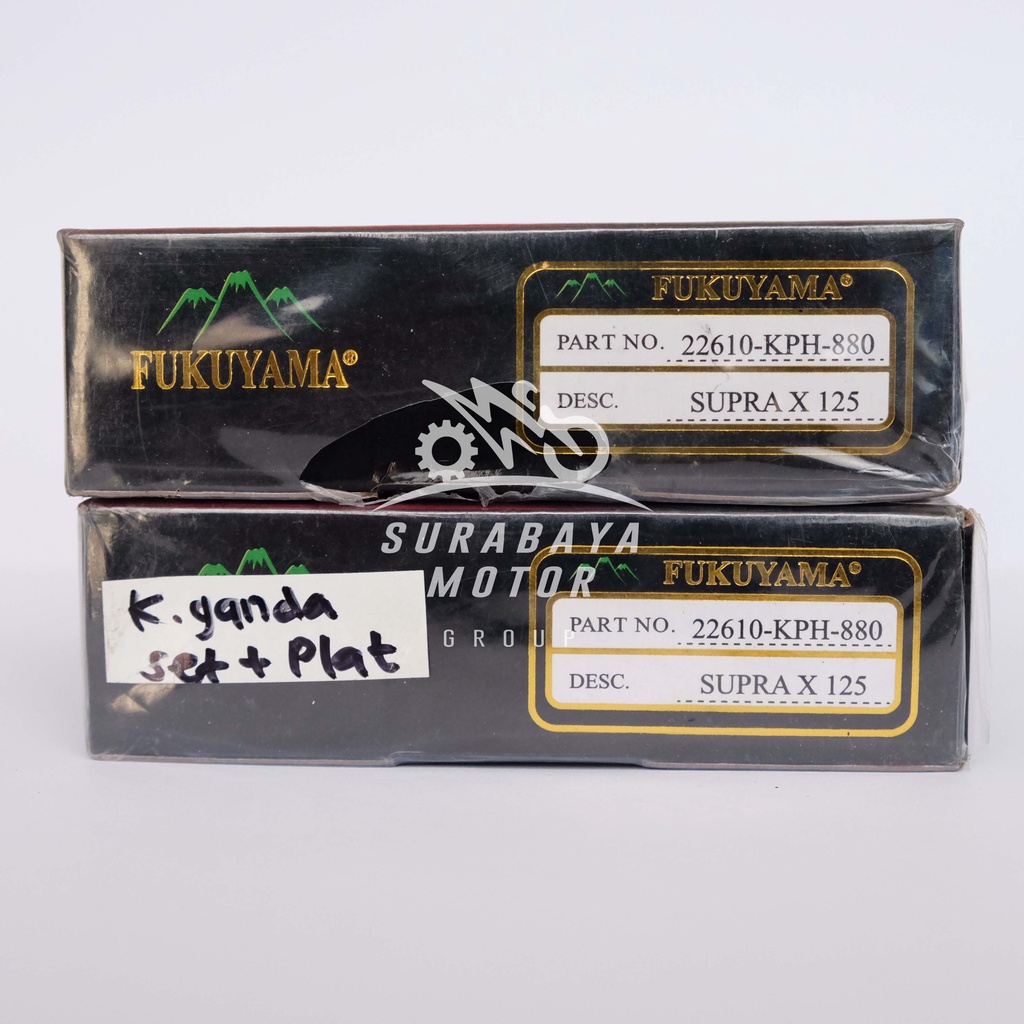 FUKUYAMA®
FUKUYAMA®
PART NO. 22610-KPH-880
DESC. SUPRA X 125
SURABAYA
MOTOR
GROUP
K. ganda
set + Plat
FUKUYAMA®
PART NO. 22610-KPH-880
DESC. SUPRA X 125